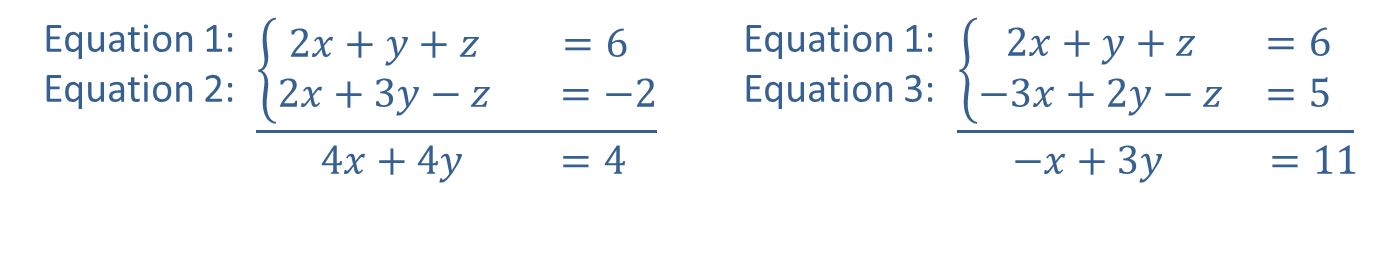 Equation 1: { 2x + y + z = 6
Equation 2: 2x + 3y − z = −2
4x + 4y = 4
Equation 1: { 2x + y + z = 6
Equation 3: −3x + 2y − z = 5
−x + 3y = 11